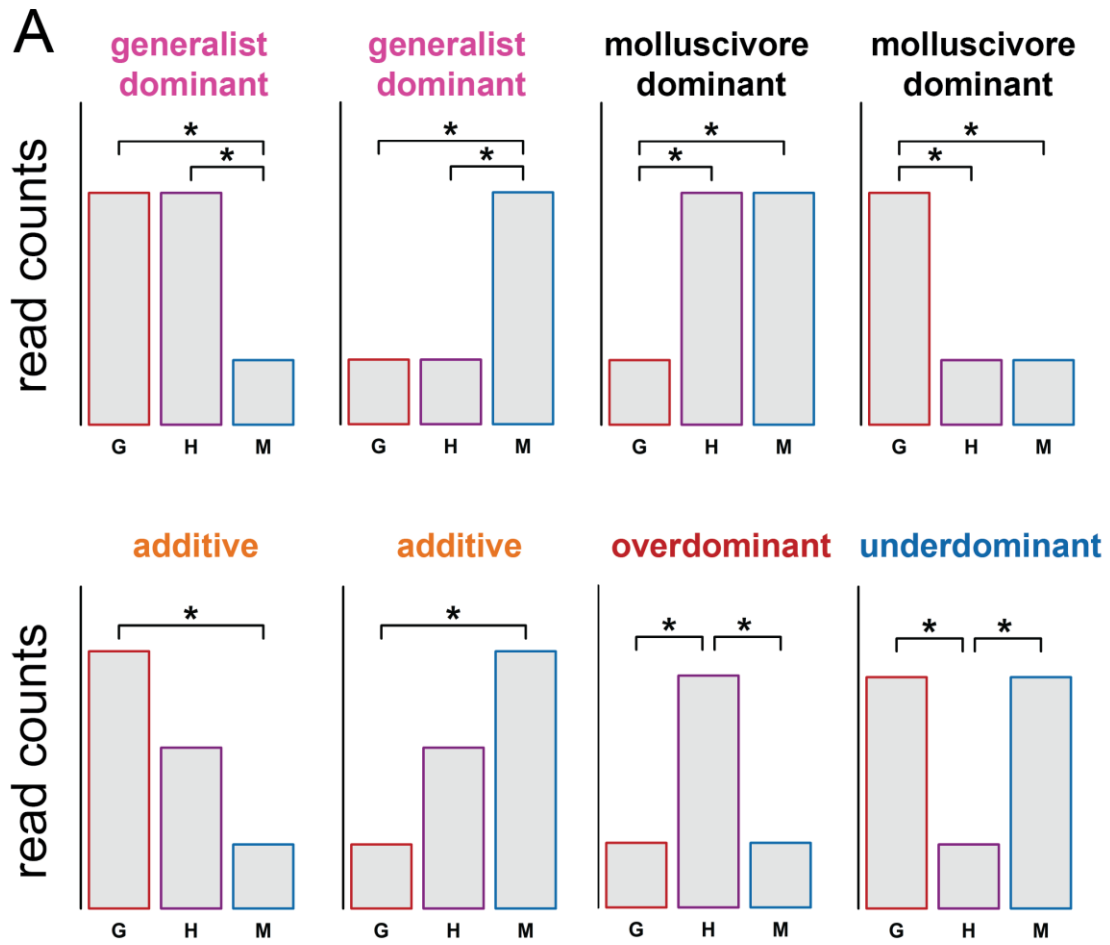 A
generalist
dominant
generalist
dominant
molluscivore
dominant
molluscivore
dominant
read counts
* *
* *
* *
* *
G H M
G H M
G H M
G H M
additive
additive
overdominant
underdominant
read counts
*
*
* *
* *
G H M
G H M
G H M
G H M